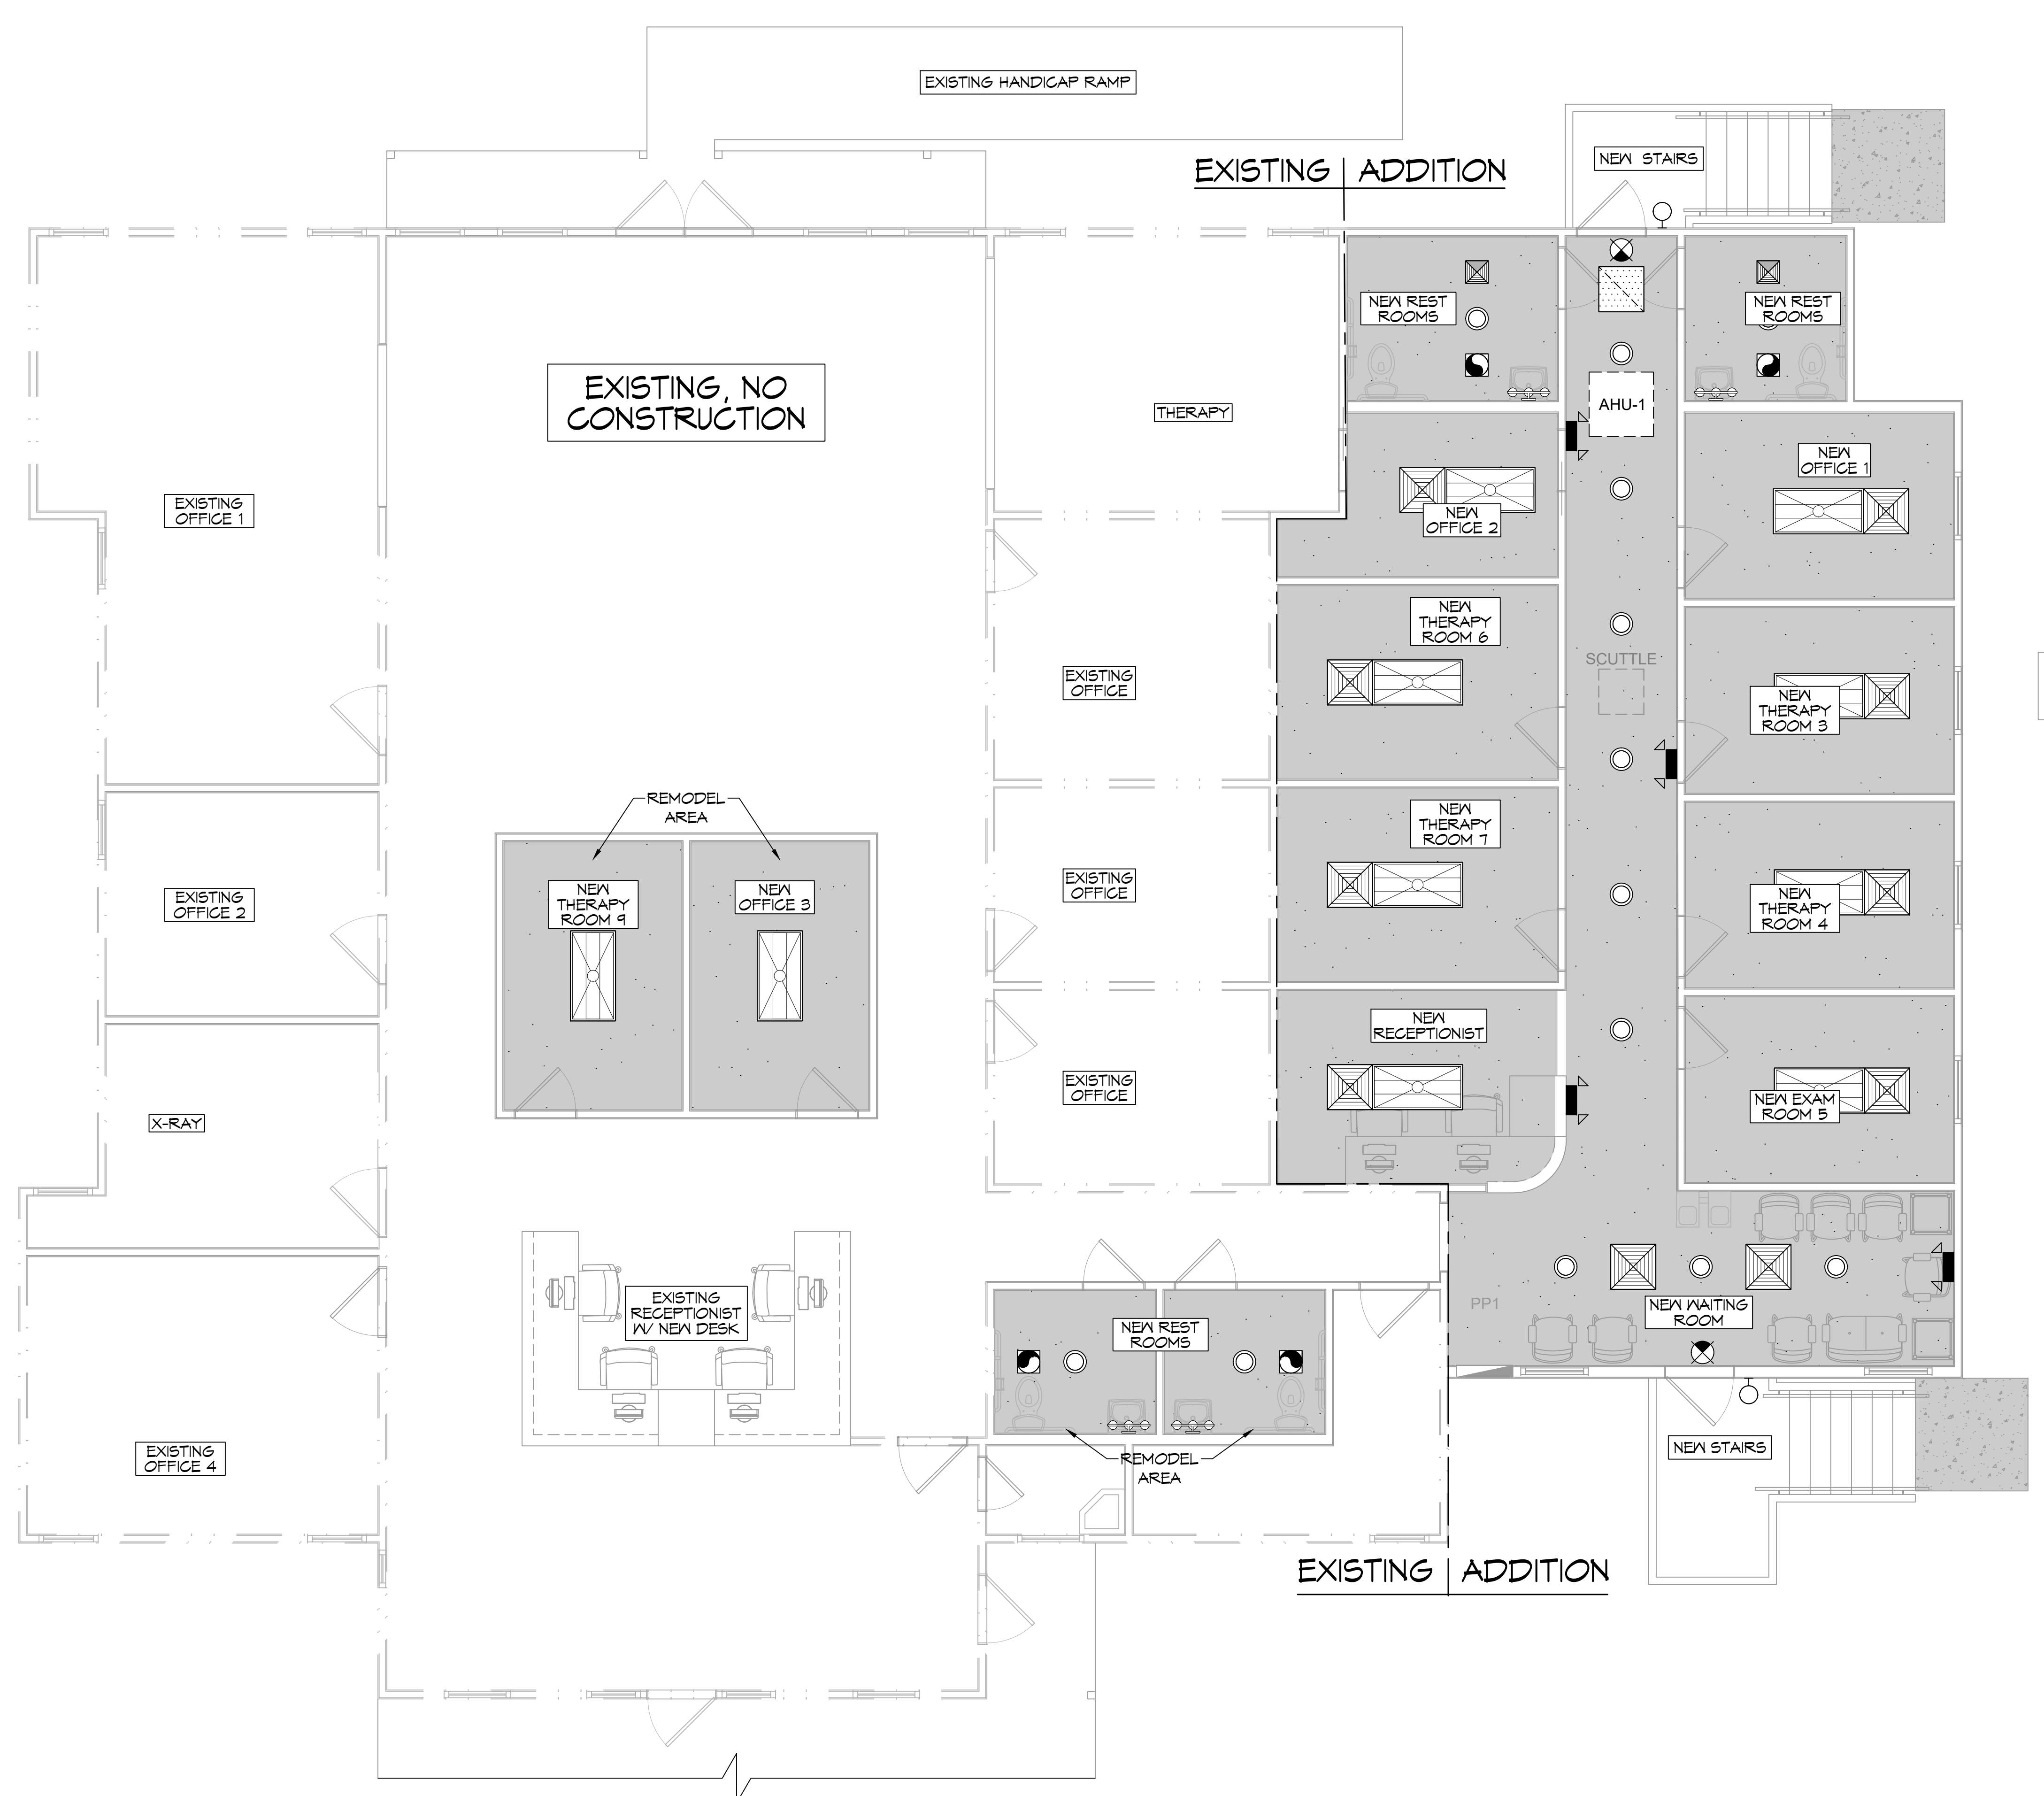 EXISTING HANDICAP RAMP
EXISTING | ADDITION
NEW STAIRS
NEW REST
ROOMS
NEW REST
ROOMS
EXISTING, NO
CONSTRUCTION
THERAPY
AHU-1
NEW
OFFICE 1
EXISTING
OFFICE 1
NEW
OFFICE 2
NEW
THERAPY
ROOM 6
SCUTTLE
EXISTING
OFFICE
NEW
THERAPY
ROOM 3
REMODEL
AREA
NEW
THERAPY
ROOM 7
EXISTING
OFFICE 2
NEW
THERAPY
ROOM 9
NEW
OFFICE 3
EXISTING
OFFICE
NEW
THERAPY
ROOM 4
NEW
RECEPTIONIST
X-RAY
EXISTING
OFFICE
NEW EXAM
ROOM 5
EXISTING
RECEPTIONIST
W/ NEW DESK
NEW REST
ROOMS
PP1
NEW WAITING
ROOM
EXISTING
OFFICE 4
REMODEL
AREA
NEW STAIRS
EXISTING | ADDITION